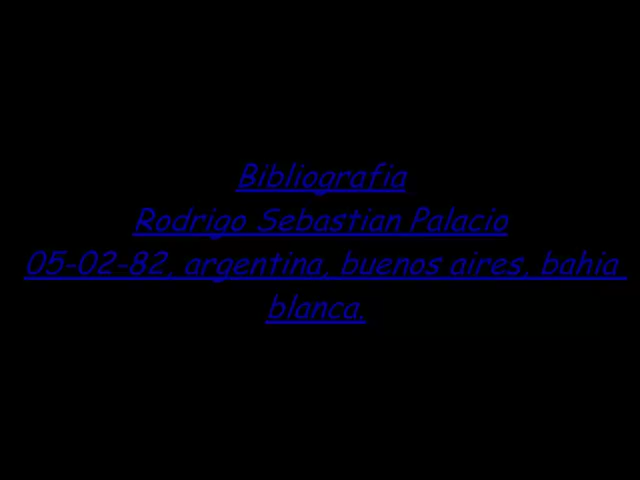 Bibliografia
Rodrigo Sebastian Palacio
05-02-82, argentina, buenos aires, bahia
blanca.